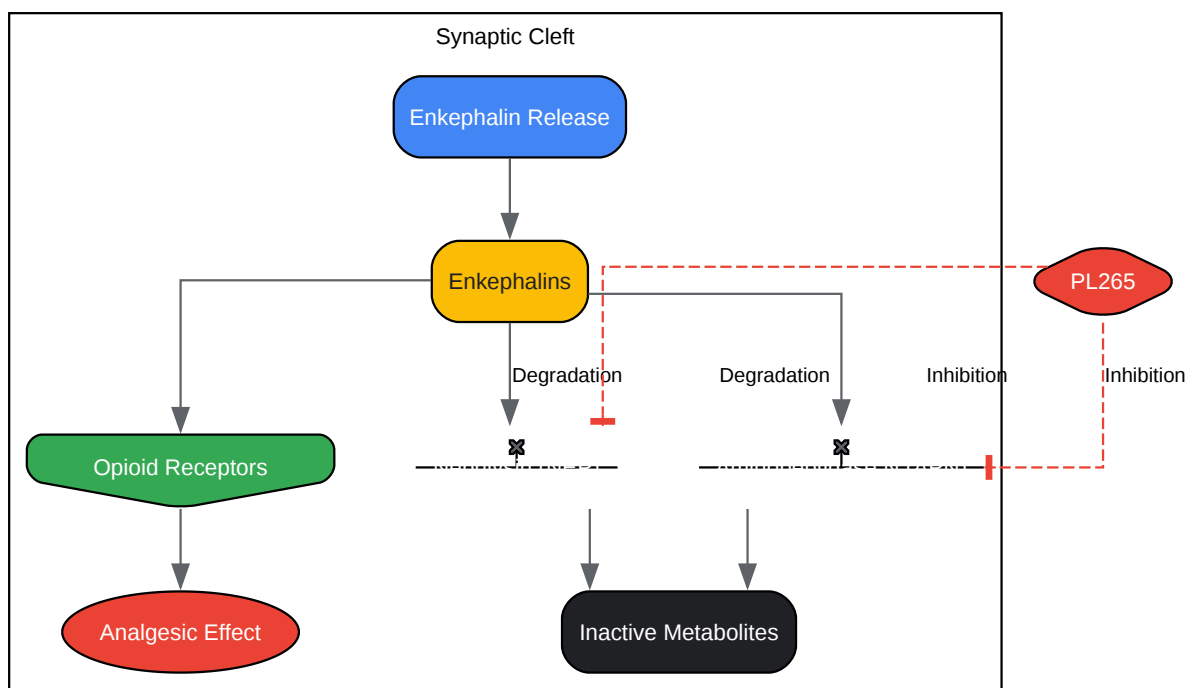 Synaptic Cleft
Enkephalin Release
Enkephalins
PL265
Degradation
Degradation
Inhibition
Inhibition
Opioid Receptors
Analgesic Effect
Inactive Metabolites